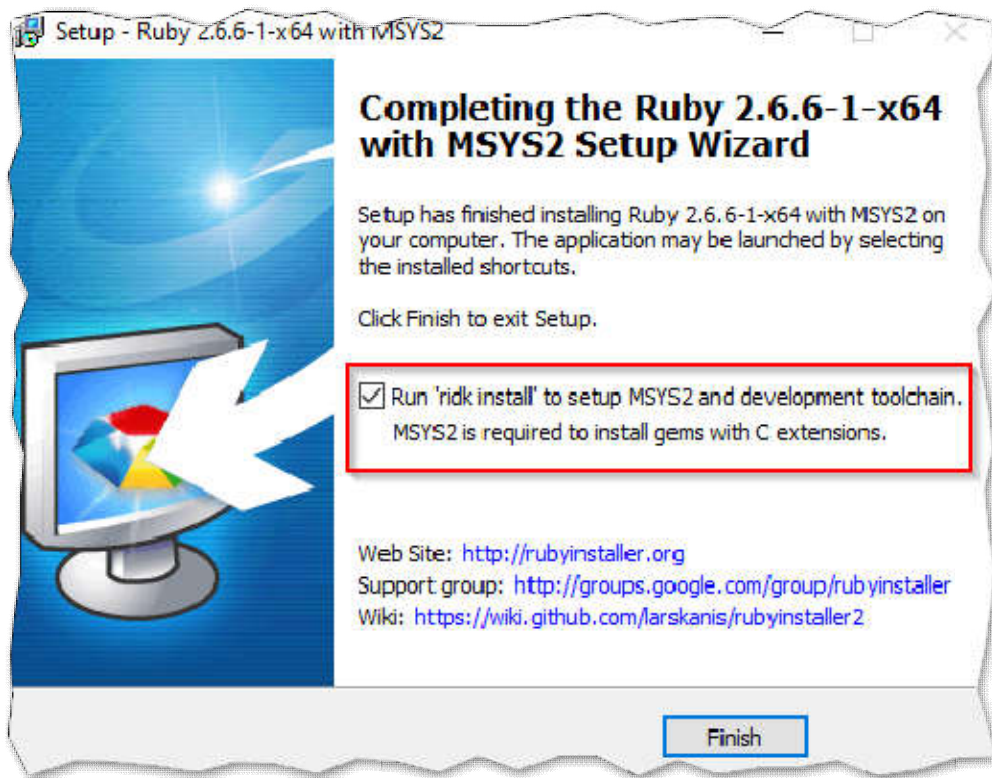 Setup - Ruby 2.6.6-1-x64 with MSYS2
Completing the Ruby 2.6.6-1-x64
with MSYS2 Setup Wizard
Setup has finished installing Ruby 2.6.6-1-x64 with MSYS2 on
your computer. The application may be launched by selecting
the installed shortcuts.
Click Finish to exit Setup.
Run 'ridk install' to setup MSYS2 and development toolchain.
MSYS2 is required to install gems with C extensions.
Web Site: http://rubyinstaller.org
Support group: http://groups.google.com/group/rubyinstaller
Wiki: https://wiki.github.com/larskanis/rubyinstaller2
Finish